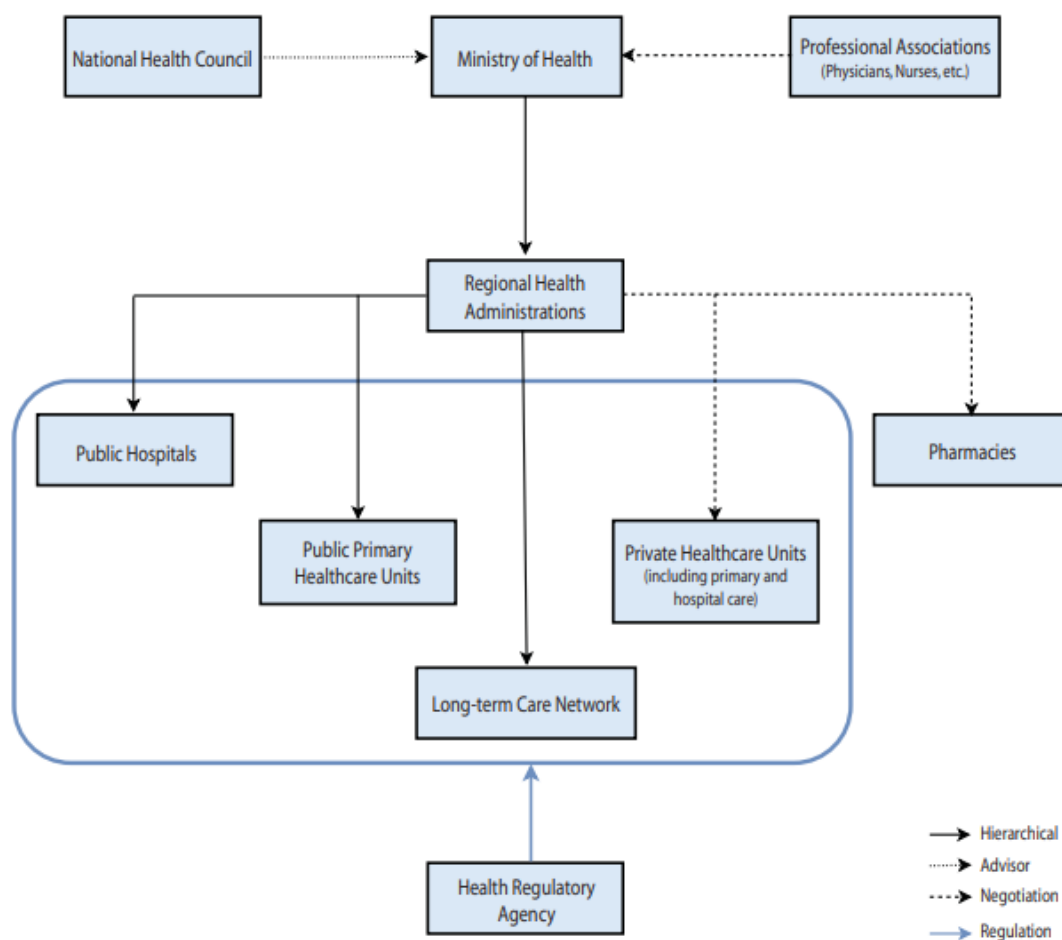 National Health Council
Ministry of Health
Professional Associations
(Physicians, Nurses, etc.)
Regional Health
Administrations
Public Hospitals
Pharmacies
Public Primary
Healthcare Units
Private Healthcare Units
(including primary and
hospital care)
Long-term Care Network
Health Regulatory
Agency
Hierarchical
Advisor
Negotiation
Regulation